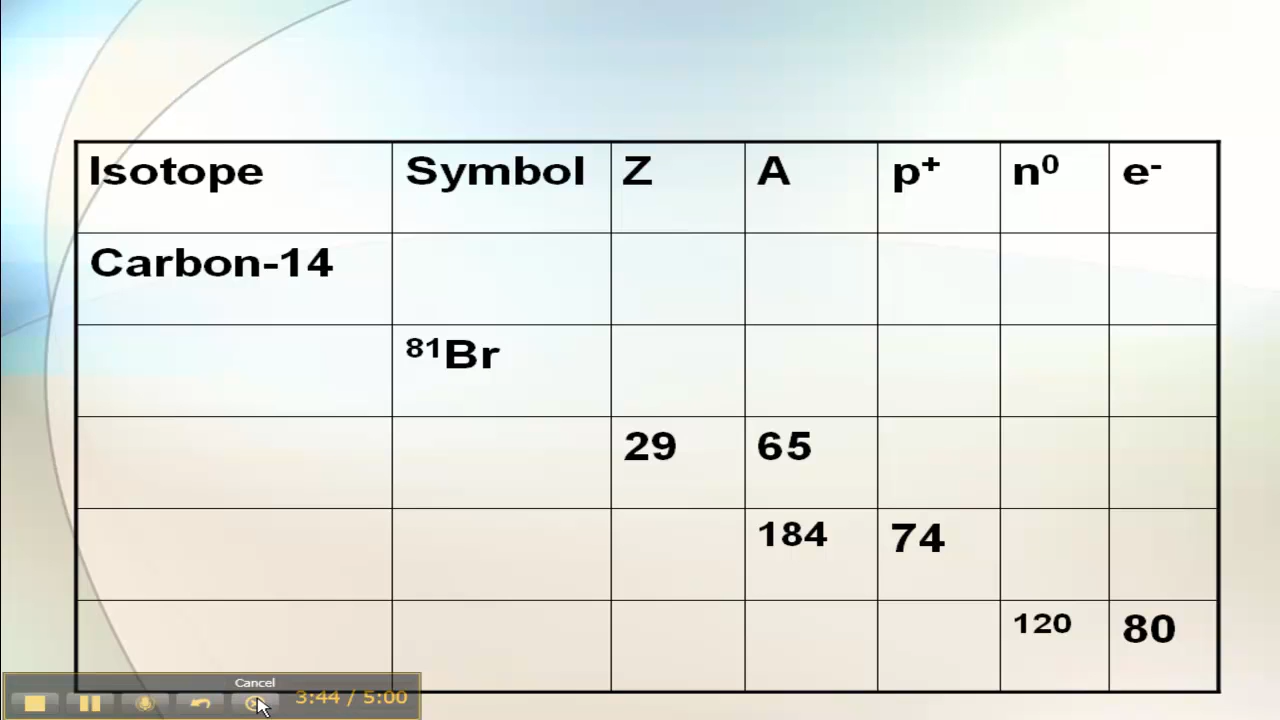 Isotope Symbol Z A p⁺ n⁰ e⁻
Carbon-14
⁸¹Br
29 65
184 74
120 80
Cancel
3:44 / 5:00